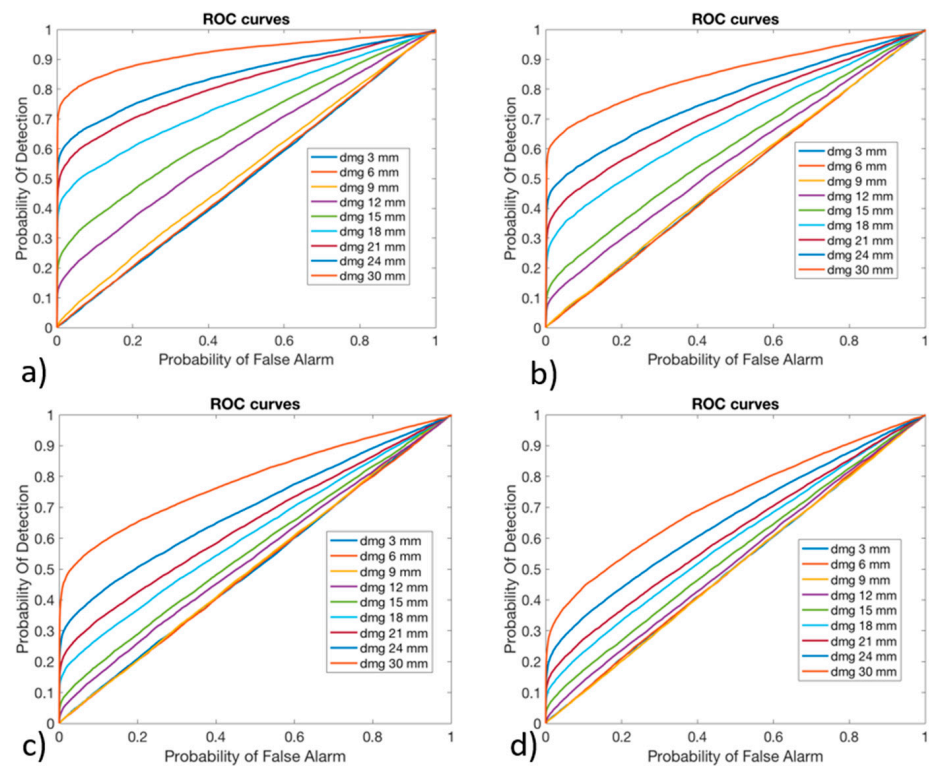 ROC curves
1
0.9
0.8
0.7
0.6
0.5
0.4
0.3
0.2
0.1
0
Probability Of Detection
dmg 3 mm
dmg 6 mm
dmg 9 mm
dmg 12 mm
dmg 15 mm
dmg 18 mm
dmg 21 mm
dmg 24 mm
dmg 30 mm
0 0.2 0.4 0.6 0.8 1
Probability of False Alarm
a)
ROC curves
1
0.9
0.8
0.7
0.6
0.5
0.4
0.3
0.2
0.1
0
Probability Of Detection
dmg 3 mm
dmg 6 mm
dmg 9 mm
dmg 12 mm
dmg 15 mm
dmg 18 mm
dmg 21 mm
dmg 24 mm
dmg 30 mm
0 0.2 0.4 0.6 0.8 1
Probability of False Alarm
b)
ROC curves
1
0.9
0.8
0.7
0.6
0.5
0.4
0.3
0.2
0.1
0
Probability Of Detection
dmg 3 mm
dmg 6 mm
dmg 9 mm
dmg 12 mm
dmg 15 mm
dmg 18 mm
dmg 21 mm
dmg 24 mm
dmg 30 mm
0 0.2 0.4 0.6 0.8 1
Probability of False Alarm
c)
ROC curves
1
0.9
0.8
0.7
0.6
0.5
0.4
0.3
0.2
0.1
0
Probability Of Detection
dmg 3 mm
dmg 6 mm
dmg 9 mm
dmg 12 mm
dmg 15 mm
dmg 18 mm
dmg 21 mm
dmg 24 mm
dmg 30 mm
0 0.2 0.4 0.6 0.8 1
Probability of False Alarm
d)